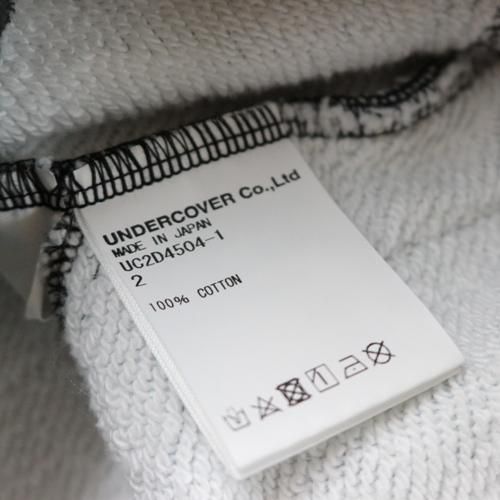 UNDERCOVER Co.,Ltd
MADE IN JAPAN
UC2D4504-1
2
100% COTTON